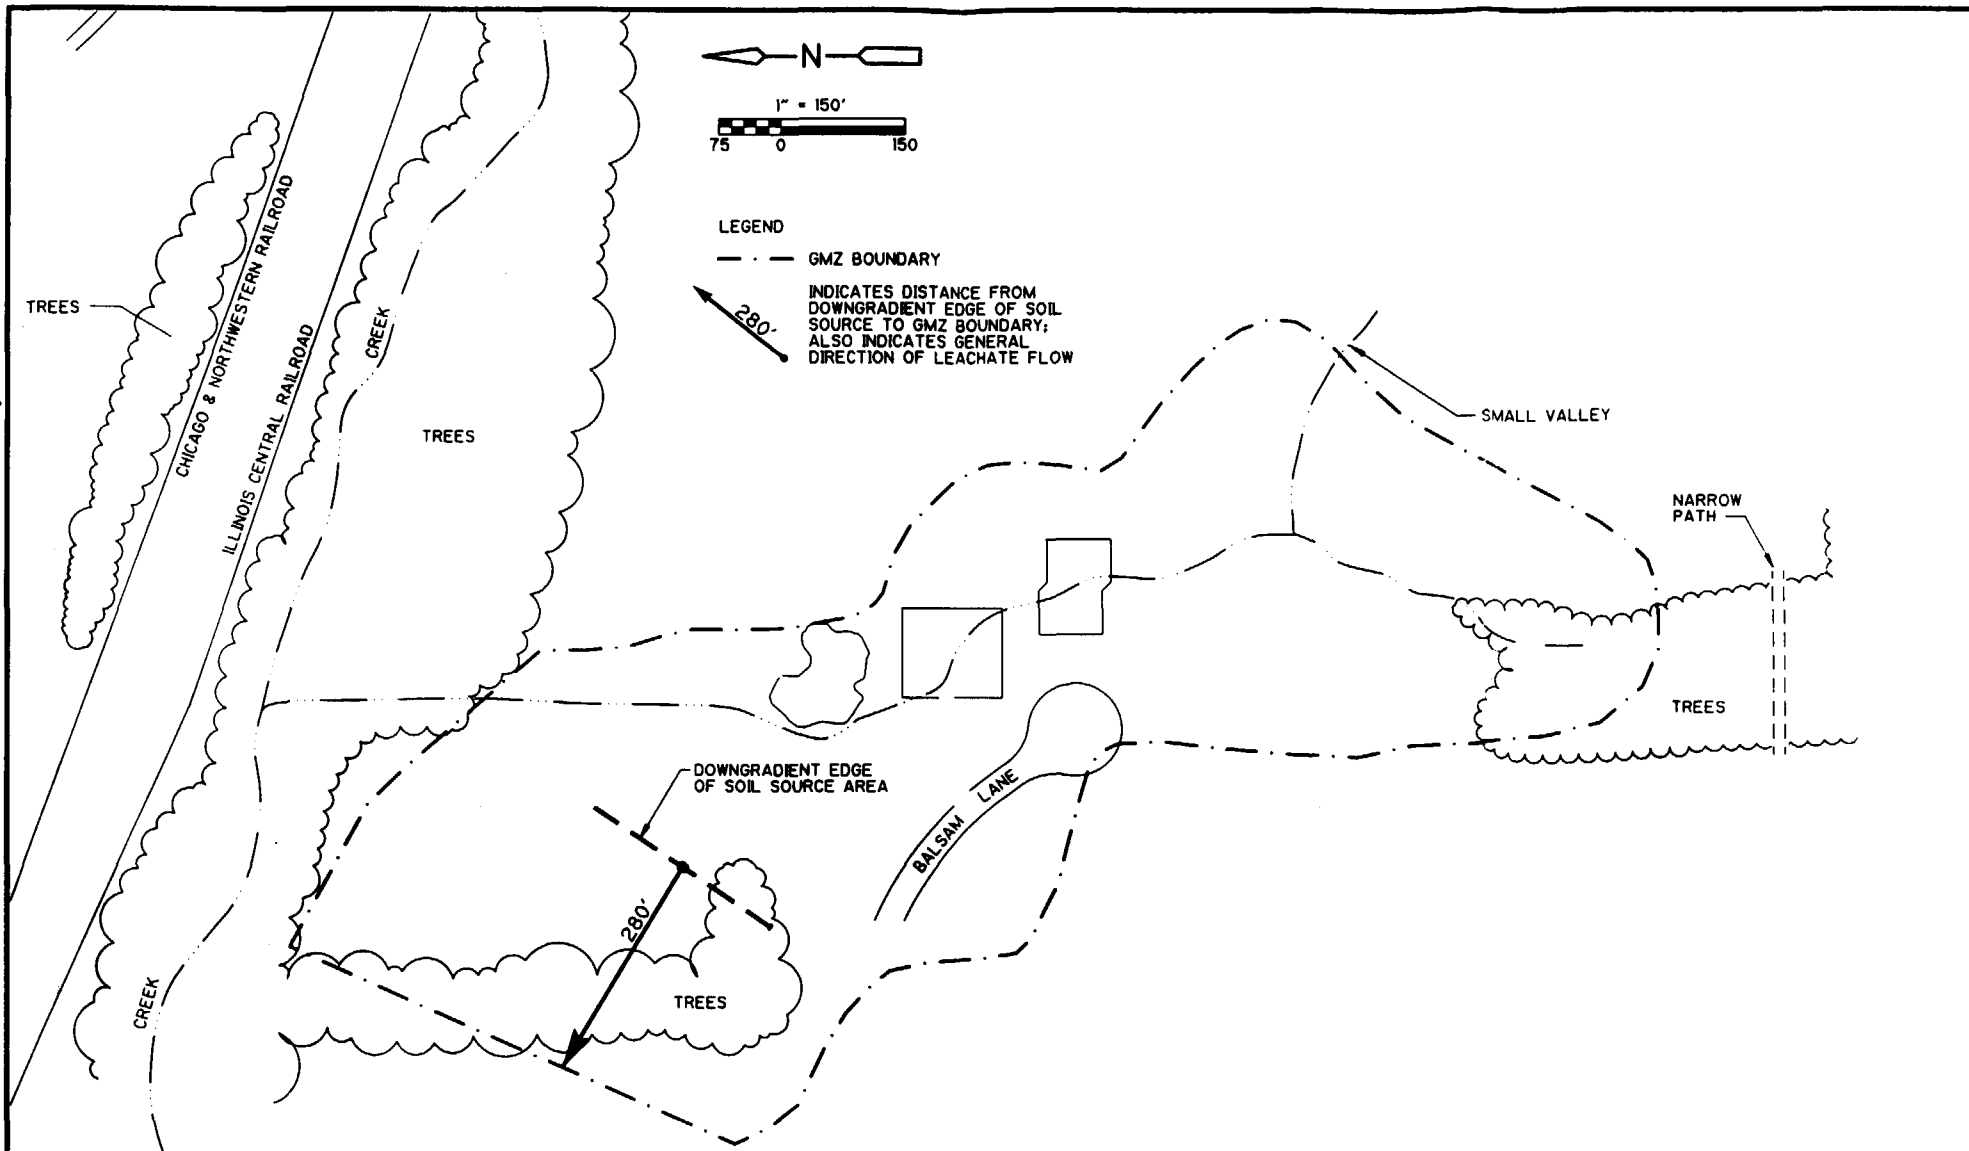 N
1" = 150'
75 0 150
LEGEND
GMZ BOUNDARY
280'
INDICATES DISTANCE FROM
DOWNGRADIENT EDGE OF SOIL
SOURCE TO GMZ BOUNDARY;
ALSO INDICATES GENERAL
DIRECTION OF LEACHATE FLOW
TREES
CHICAGO & NORTHWESTERN RAILROAD
ILLINOIS CENTRAL RAILROAD
CREEK
TREES
SMALL VALLEY
NARROW
PATH
TREES
DOWNGRADIENT EDGE
OF SOIL SOURCE AREA
BALSAM LANE
280'
TREES
CREEK